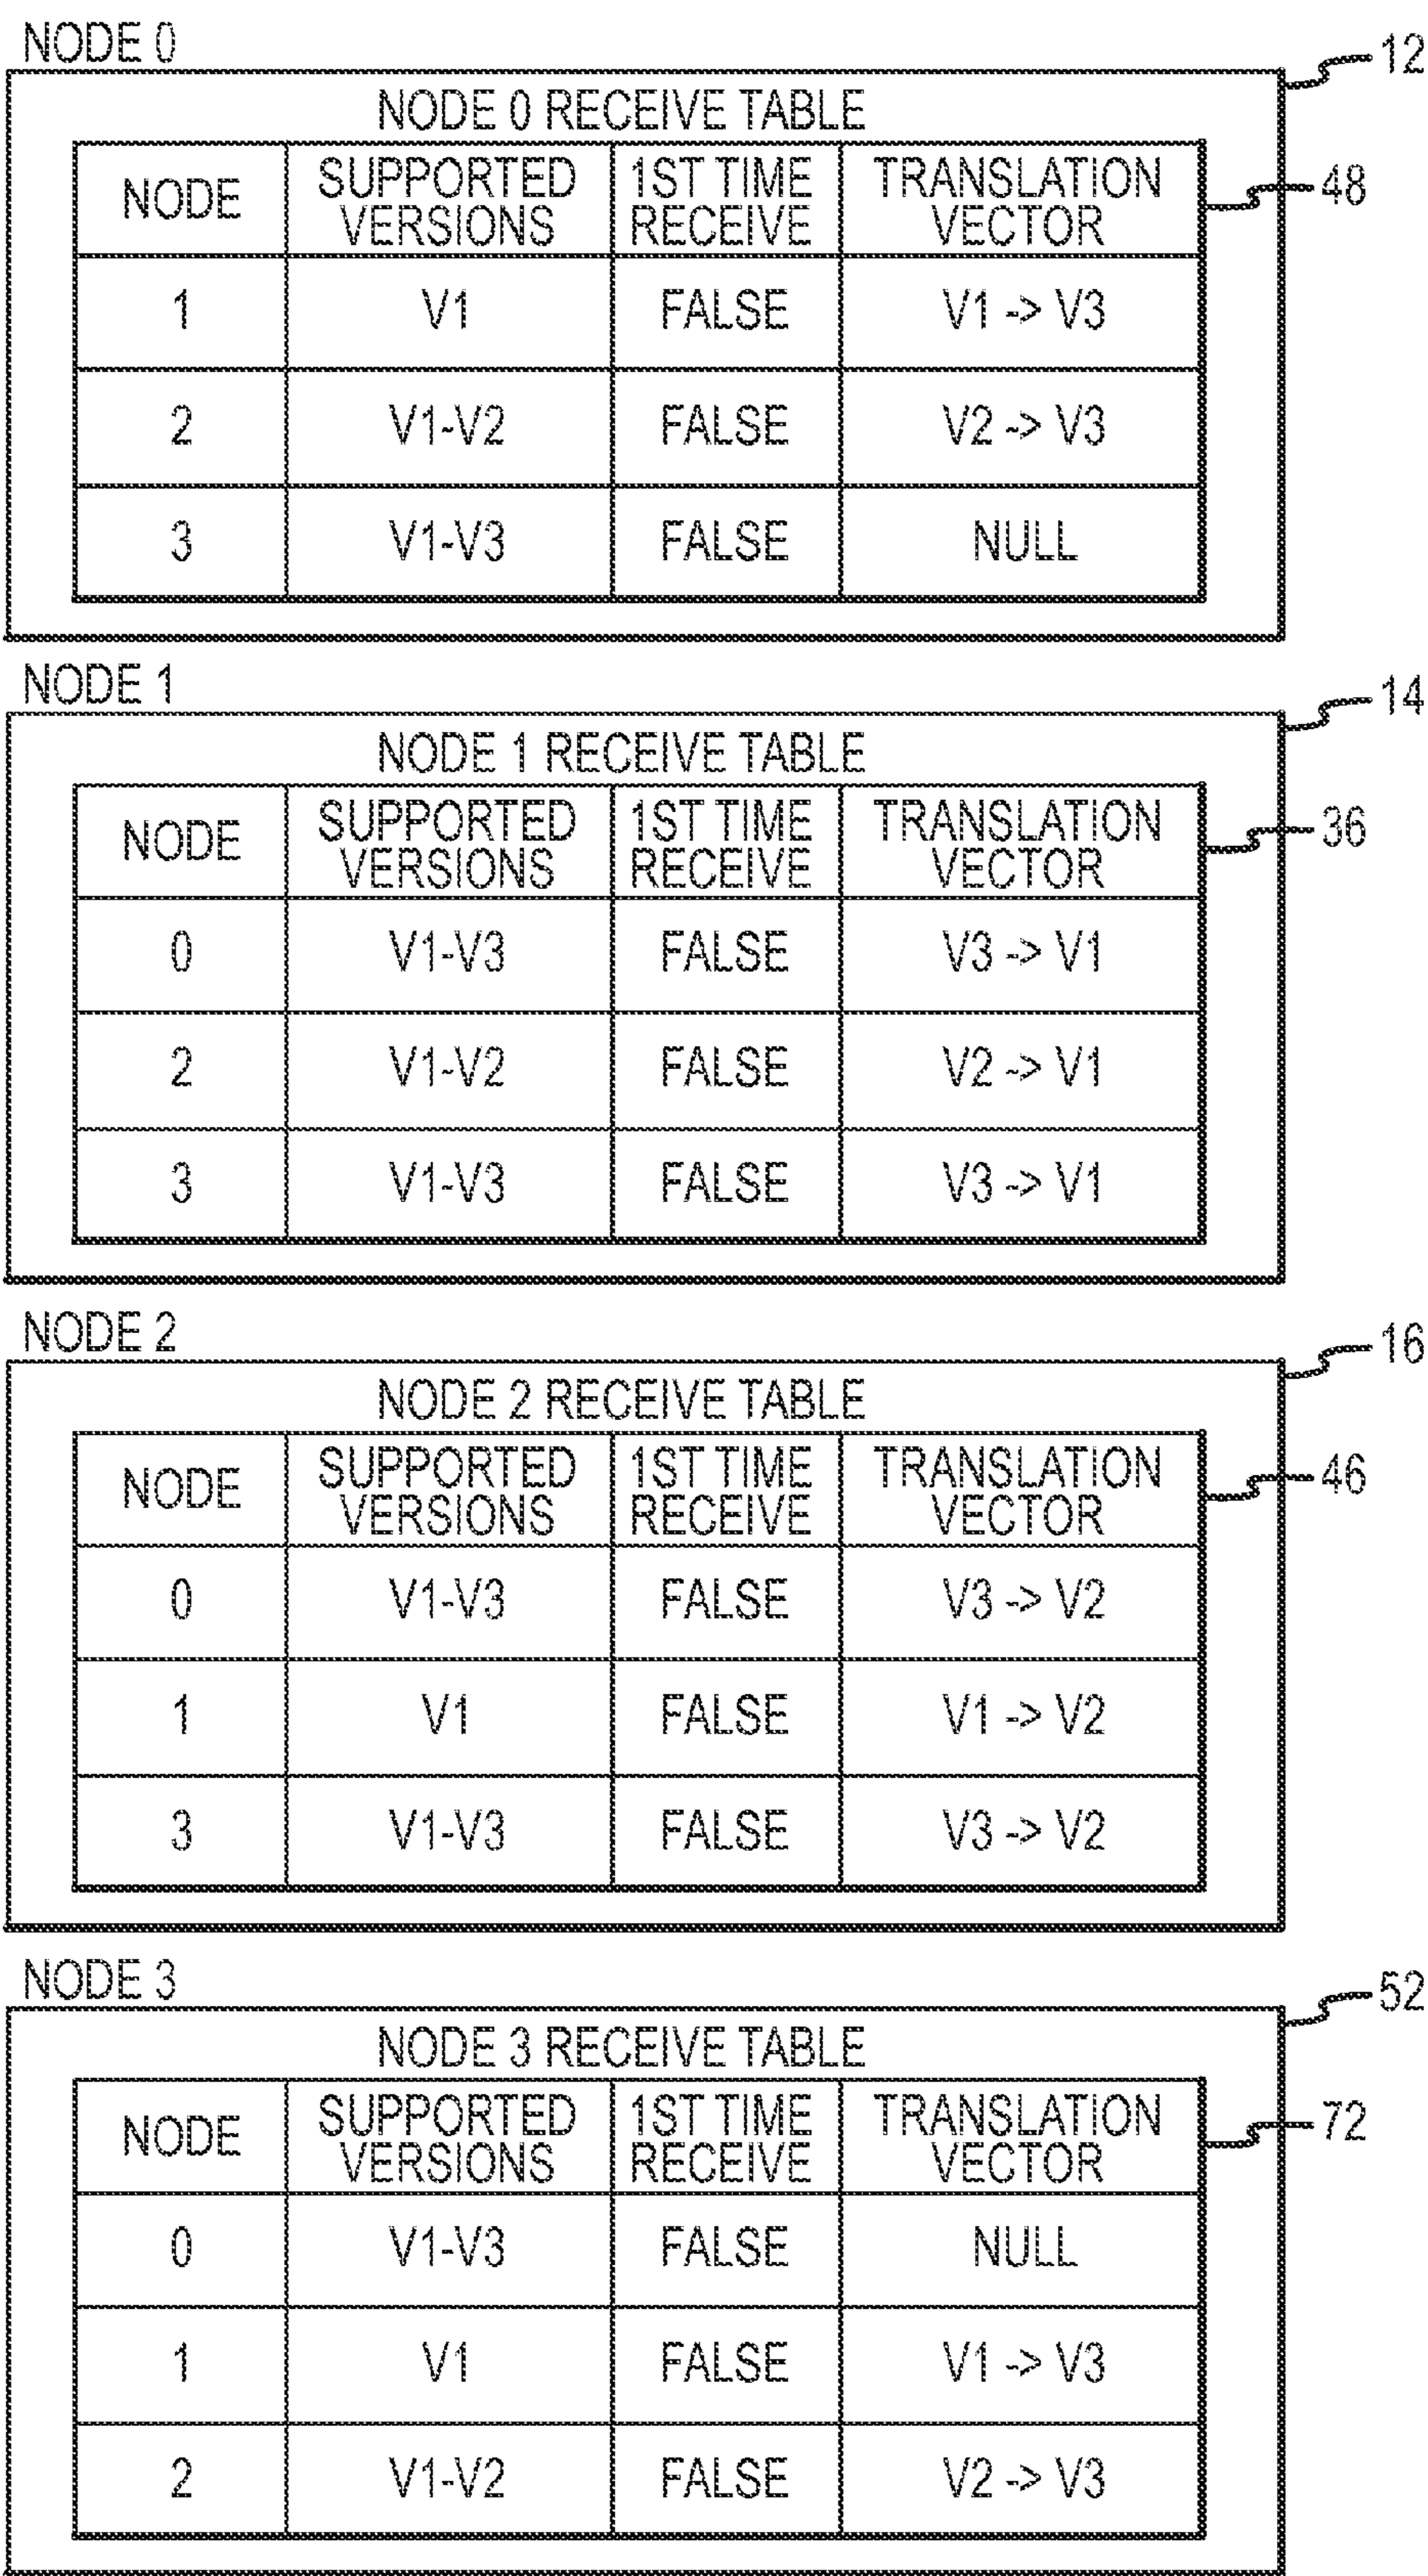 NODE 0
12
NODE 0 RECEIVE TABLE
NODE SUPPORTED VERSIONS 1ST TIME RECEIVE TRANSLATION VECTOR
48
1 V1 FALSE V1 -> V3
2 V1-V2 FALSE V2 -> V3
3 V1-V3 FALSE NULL
NODE 1
14
NODE 1 RECEIVE TABLE
NODE SUPPORTED VERSIONS 1ST TIME RECEIVE TRANSLATION VECTOR
36
0 V1-V3 FALSE V3 -> V1
2 V1-V2 FALSE V2 -> V1
3 V1-V3 FALSE V3 -> V1
NODE 2
16
NODE 2 RECEIVE TABLE
NODE SUPPORTED VERSIONS 1ST TIME RECEIVE TRANSLATION VECTOR
46
0 V1-V3 FALSE V3 -> V2
1 V1 FALSE V1 -> V2
3 V1-V3 FALSE V3 -> V2
NODE 3
52
NODE 3 RECEIVE TABLE
NODE SUPPORTED VERSIONS 1ST TIME RECEIVE TRANSLATION VECTOR
72
0 V1-V3 FALSE NULL
1 V1 FALSE V1 -> V3
2 V1-V2 FALSE V2 -> V3